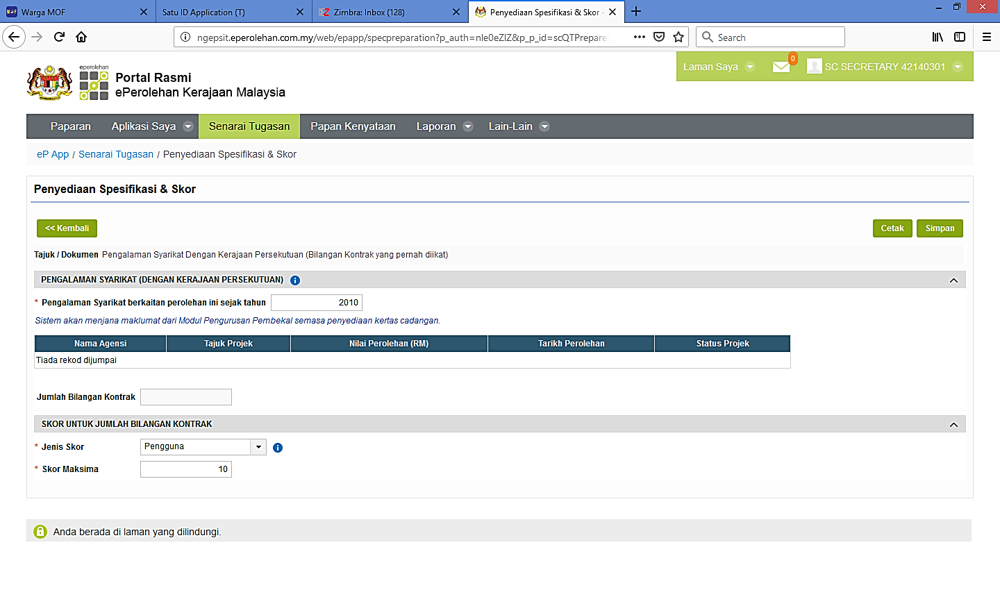 Warga MOF
Satu ID Application (T)
Zimbra: Inbox (128)
Penyediaan Spesifikasi & Skor -
ngepsit.eperolehan.com.my/web/epapp/specpreparation?p_auth=nle0eZlZ&p_p_id=scQTPrepare
Search
Laman Saya
0
SC SECRETARY 42140301
eperolehan
Portal Rasmi
ePerolehan Kerajaan Malaysia
Paparan Aplikasi Saya Senarai Tugasan Papan Kenyataan Laporan Lain-Lain
eP App / Senarai Tugasan / Penyediaan Spesifikasi & Skor
Penyediaan Spesifikasi & Skor
<< Kembali
Cetak Simpan
Tajuk / Dokumen Pengalaman Syarikat Dengan Kerajaan Persekutuan (Bilangan Kontrak yang pernah diikat)
PENGALAMAN SYARIKAT (DENGAN KERAJAAN PERSEKUTUAN)
* Pengalaman Syarikat berkaitan perolehan ini sejak tahun 2010
Sistem akan menjana maklumat dari Modul Pengurusan Pembekal semasa penyediaan kertas cadangan.
Nama Agensi Tajuk Projek Nilai Perolehan (RM) Tarikh Perolehan Status Projek
Tiada rekod dijumpai
Jumlah Bilangan Kontrak
SKOR UNTUK JUMLAH BILANGAN KONTRAK
* Jenis Skor Pengguna
* Skor Maksima 10
Anda berada di laman yang dilindungi.